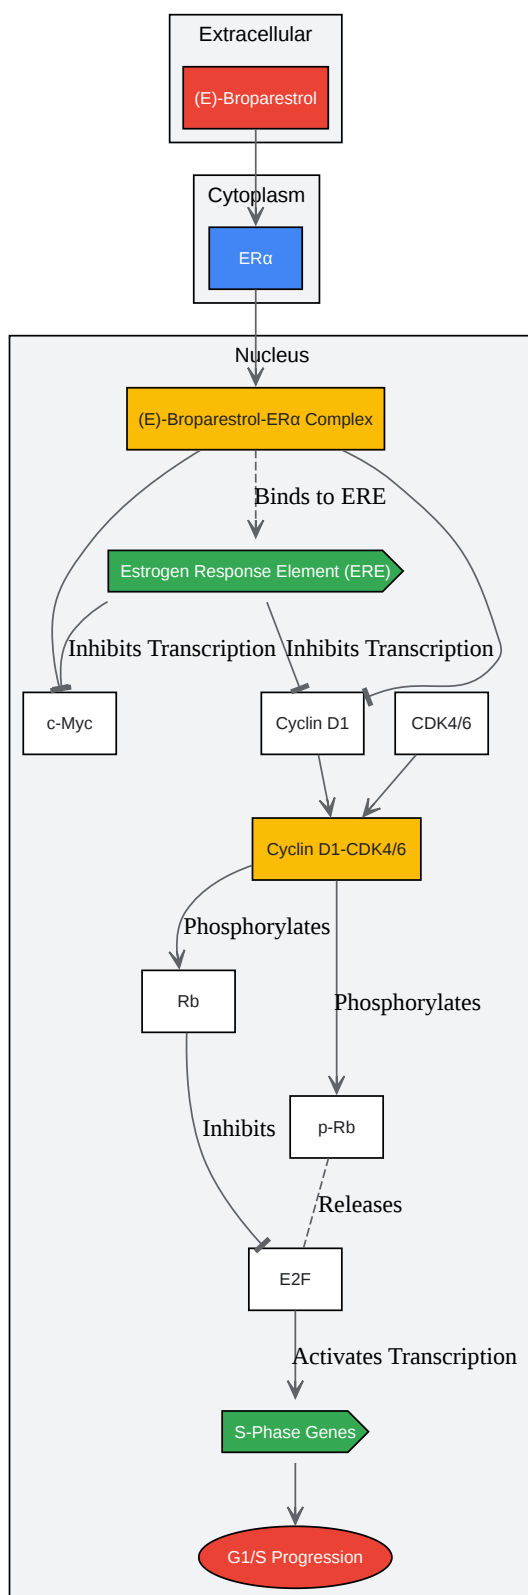 Extracellular
(E)-Broparestrol
Cytoplasm
ERα
Nucleus
(E)-Broparestrol-ERα Complex
Binds to ERE
Estrogen Response Element (ERE)
Inhibits Transcription
Inhibits Transcription
c-Myc
Cyclin D1
CDK4/6
Cyclin D1-CDK4/6
Phosphorylates
Rb
Phosphorylates
Inhibits
p-Rb
Releases
E2F
Activates Transcription
S-Phase Genes
G1/S Progression